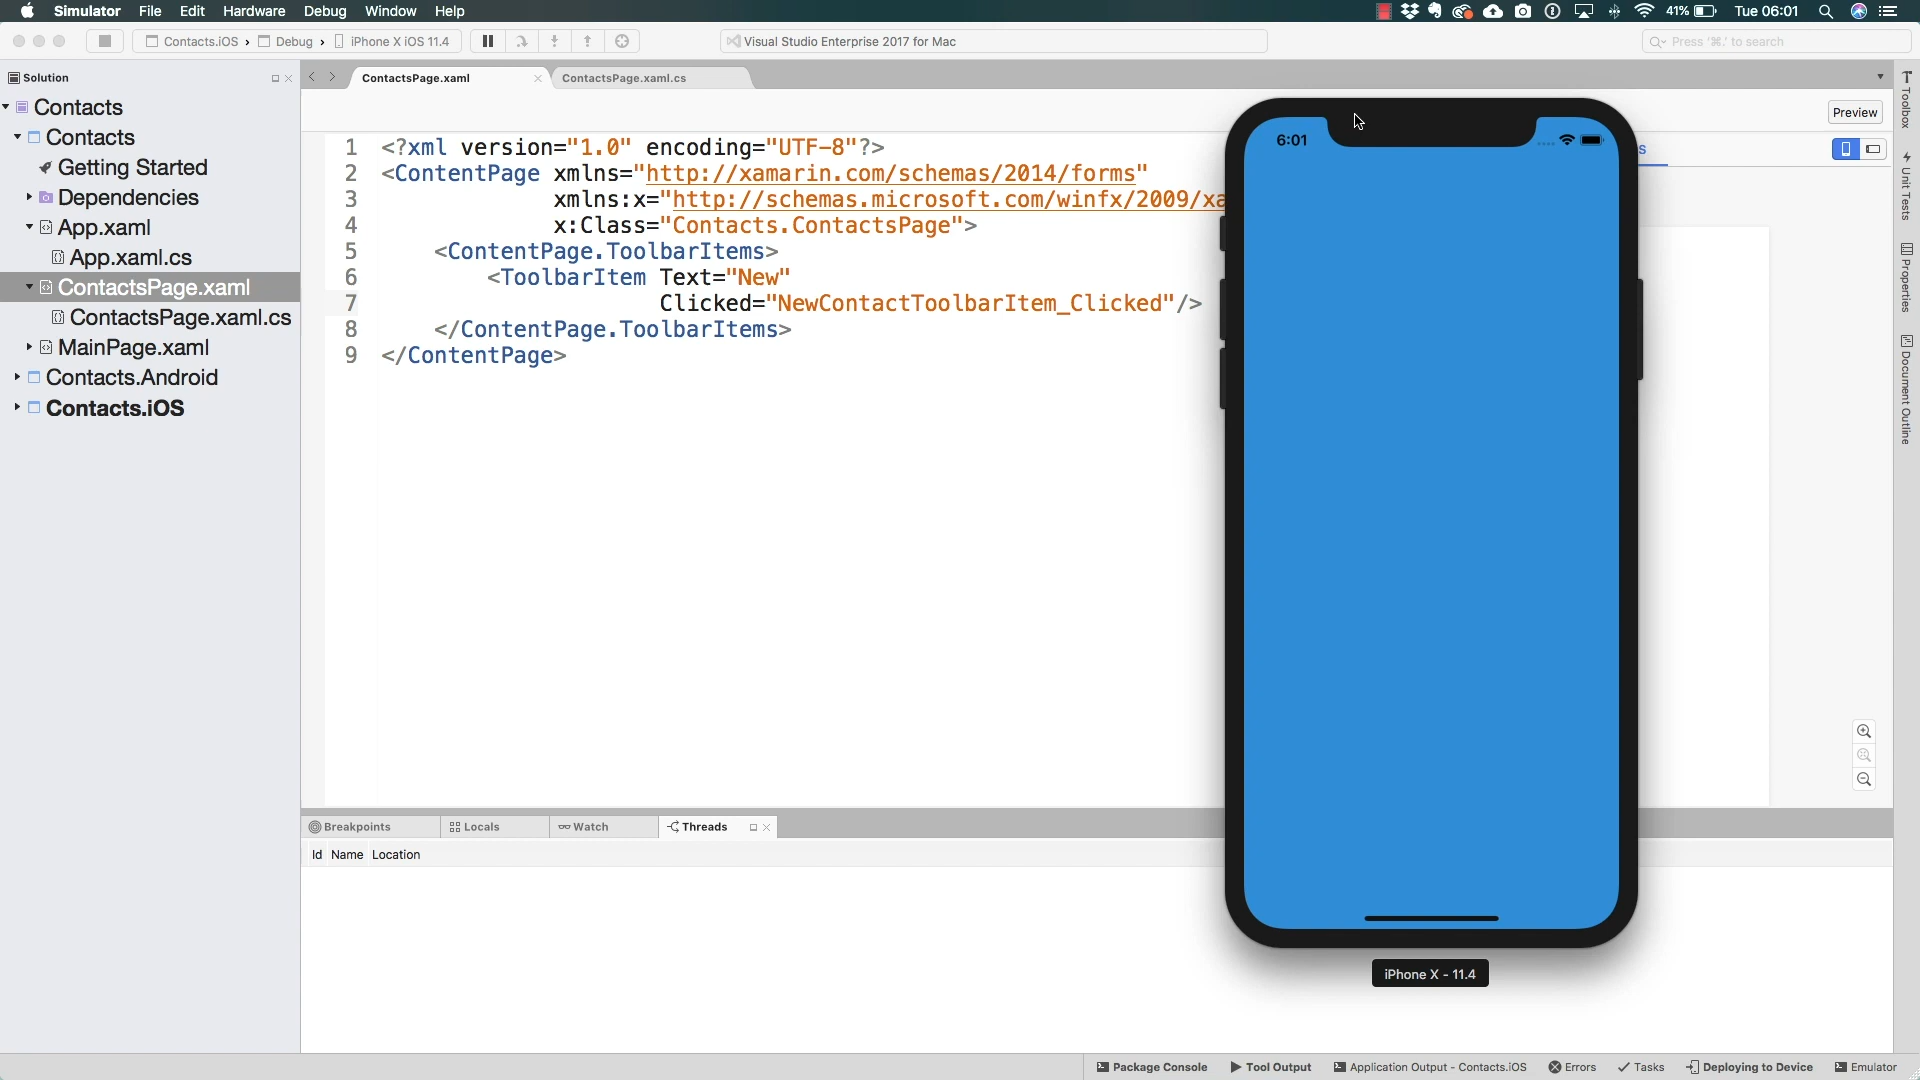 Simulator File Edit Hardware Debug Window Help 41% Tue 06:01
Contacts.iOS › Debug › iPhone X iOS 11.4 Visual Studio Enterprise 2017 for Mac Press '⌘.' to search
Solution
ContactsPage.xaml ContactsPage.xaml.cs
Contacts
Contacts
Getting Started
Dependencies
App.xaml
App.xaml.cs
ContactsPage.xaml
ContactsPage.xaml.cs
MainPage.xaml
Contacts.Android
Contacts.iOS
Preview
1 <?xml version="1.0" encoding="UTF-8"?>
2 <ContentPage xmlns="http://xamarin.com/schemas/2014/forms"
3 xmlns:x="http://schemas.microsoft.com/winfx/2009/xa
4 x:Class="Contacts.ContactsPage">
5 <ContentPage.ToolbarItems>
6 <ToolbarItem Text="New"
7 Clicked="NewContactToolbarItem_Clicked"/>
8 </ContentPage.ToolbarItems>
9 </ContentPage>
6:01
S
iPhone X - 11.4
Toolbox
Unit Tests
Properties
Document Outline
Breakpoints Locals Watch Threads
Id Name Location
Package Console Tool Output Application Output - Contacts.iOS Errors Tasks Deploying to Device Emulator